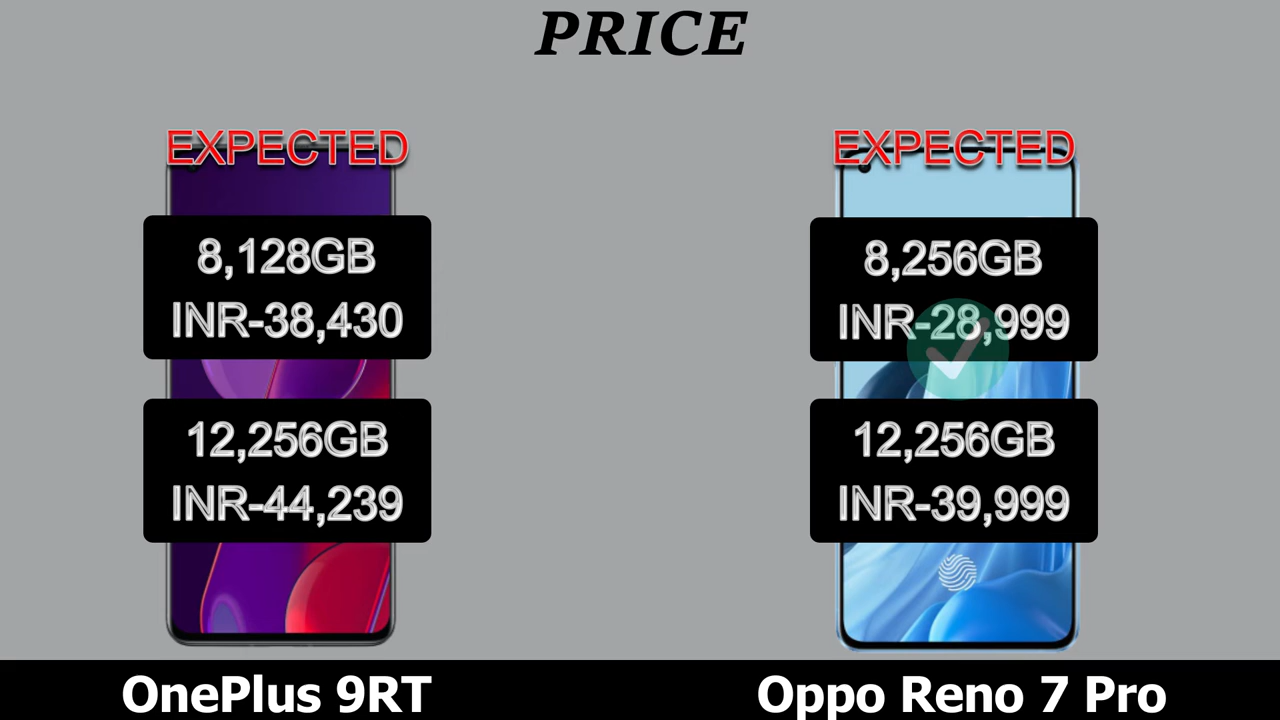 PRICE
EXPECTED
8,128GB
INR-38,430
12,256GB
INR-44,239
OnePlus 9RT
EXPECTED
8,256GB
INR-28,999
12,256GB
INR-39,999
Oppo Reno 7 Pro